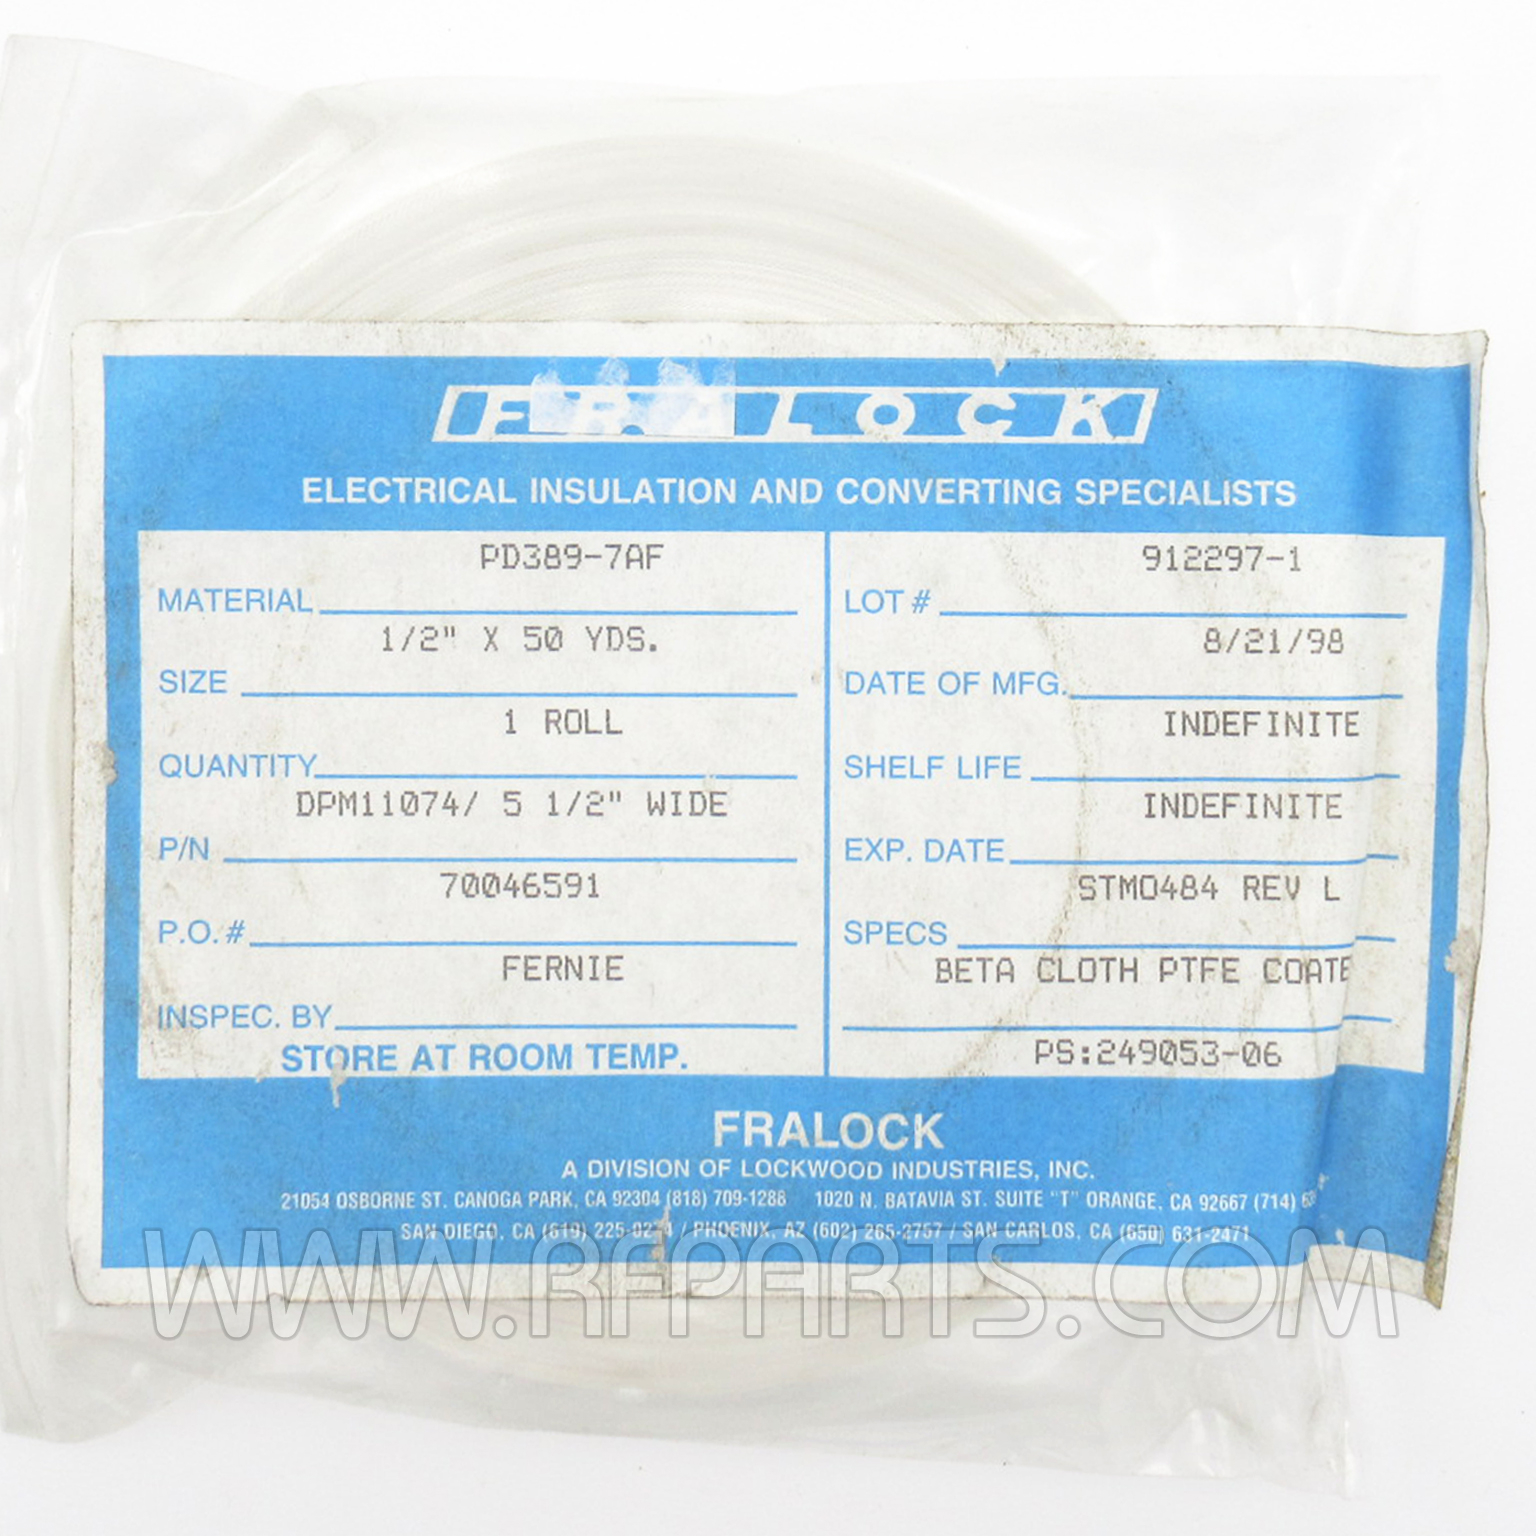 FRALOCK
ELECTRICAL INSULATION AND CONVERTING SPECIALISTS
PD389-7AF
MATERIAL
1/2" X 50 YDS.
SIZE
1 ROLL
QUANTITY
DPM11074/ 5 1/2" WIDE
P/N
70046591
P.O. #
FERNIE
INSPEC. BY
STORE AT ROOM TEMP.
912297-1
LOT #
8/21/98
DATE OF MFG.
INDEFINITE
SHELF LIFE
INDEFINITE
EXP. DATE
STM0484 REV L
SPECS
BETA CLOTH PTFE COATE
PS:249053-06
FRALOCK
A DIVISION OF LOCKWOOD INDUSTRIES, INC.
21054 OSBORNE ST. CANOGA PARK, CA 92304 (818) 709-1288 1020 N. BATAVIA ST. SUITE "T" ORANGE, CA 92667 (714)
SAN DIEGO, CA (619) / PHOENIX, AZ (602) 265-2757 / SAN CARLOS, CA (650) 631-2471
WWW.RFPARTS.COM